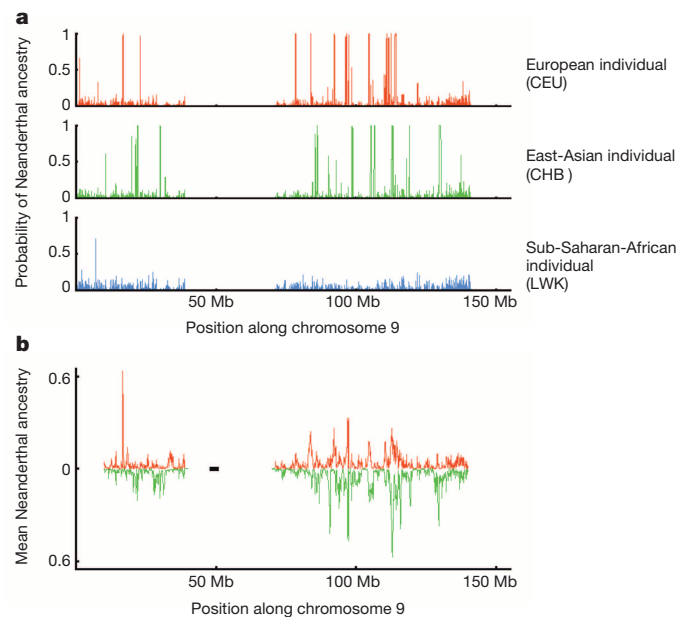 a
Probability of Neanderthal ancestry
1
0.5
0
European individual
(CEU)
1
0.5
0
East-Asian individual
(CHB )
1
0.5
0
Sub-Saharan-African
individual
(LWK)
50 Mb
100 Mb
150 Mb
Position along chromosome 9
b
Mean Neanderthal ancestry
0.6
0
0.6
50 Mb
100 Mb
150 Mb
Position along chromosome 9